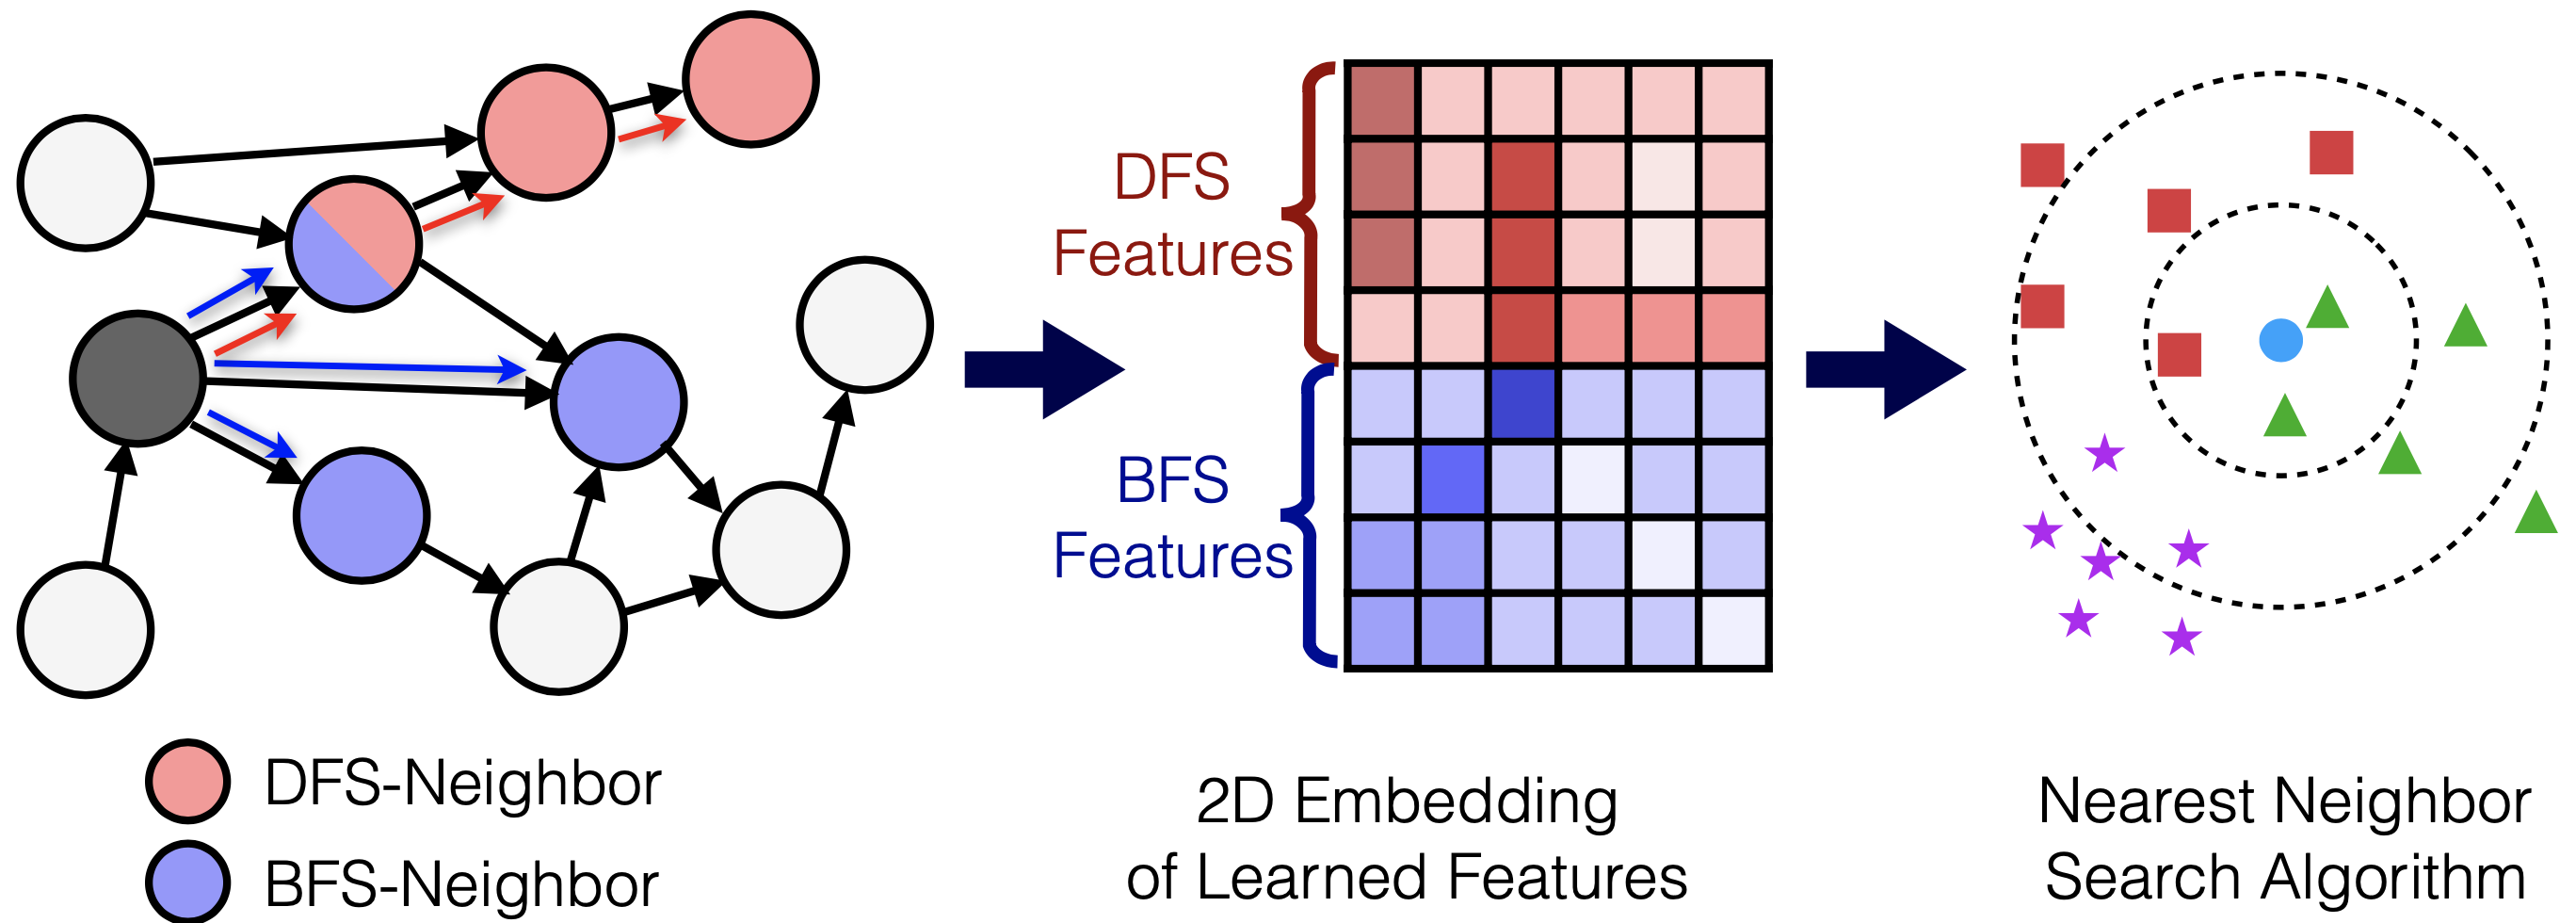 DFS
Features
BFS
Features
DFS-Neighbor
BFS-Neighbor
2D Embedding
of Learned Features
Nearest Neighbor
Search Algorithm